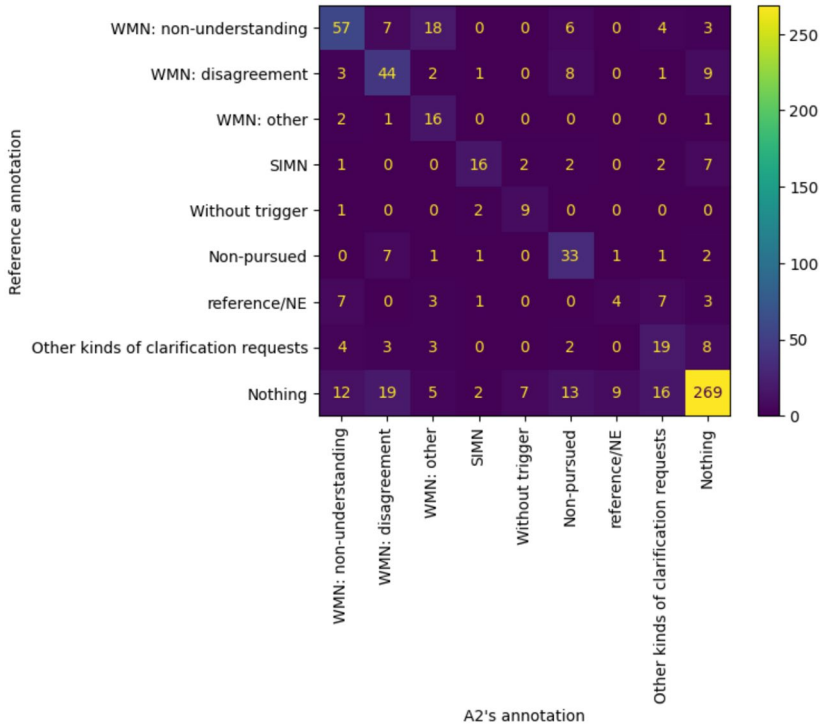 Reference annotation
WMN: non-understanding 57 7 18 0 0 6 0 4 3
WMN: disagreement 3 44 2 1 0 8 0 1 9
WMN: other 2 1 16 0 0 0 0 0 1
SIMN 1 0 0 16 2 2 0 2 7
Without trigger 1 0 0 2 9 0 0 0 0
Non-pursued 0 7 1 1 0 33 1 1 2
reference/NE 7 0 3 1 0 0 4 7 3
Other kinds of clarification requests 4 3 3 0 0 2 0 19 8
Nothing 12 19 5 2 7 13 9 16 269
WMN: non-understanding
WMN: disagreement
WMN: other
SIMN
Without trigger
Non-pursued
reference/NE
Other kinds of clarification requests
Nothing
A2's annotation
250
200
150
100
50
0